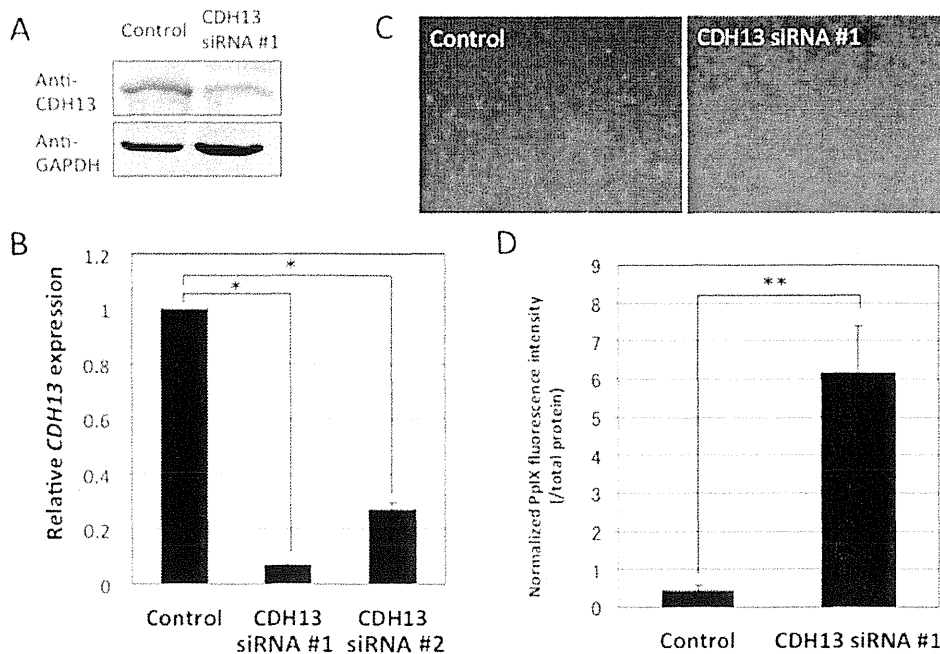 A
Control
CDH13
siRNA #1
Anti-
CDH13
Anti-
GAPDH
C
Control
CDH13 siRNA #1
B
Relative CDH13 expression
1.2
1
0.8
0.6
0.4
0.2
0
*
*
Control
CDH13
siRNA #1
CDH13
siRNA #2
D
Normalized PpIX fluorescence intensity
(/total protein)
9
8
7
6
5
4
3
2
1
0
**
Control
CDH13 siRNA #1